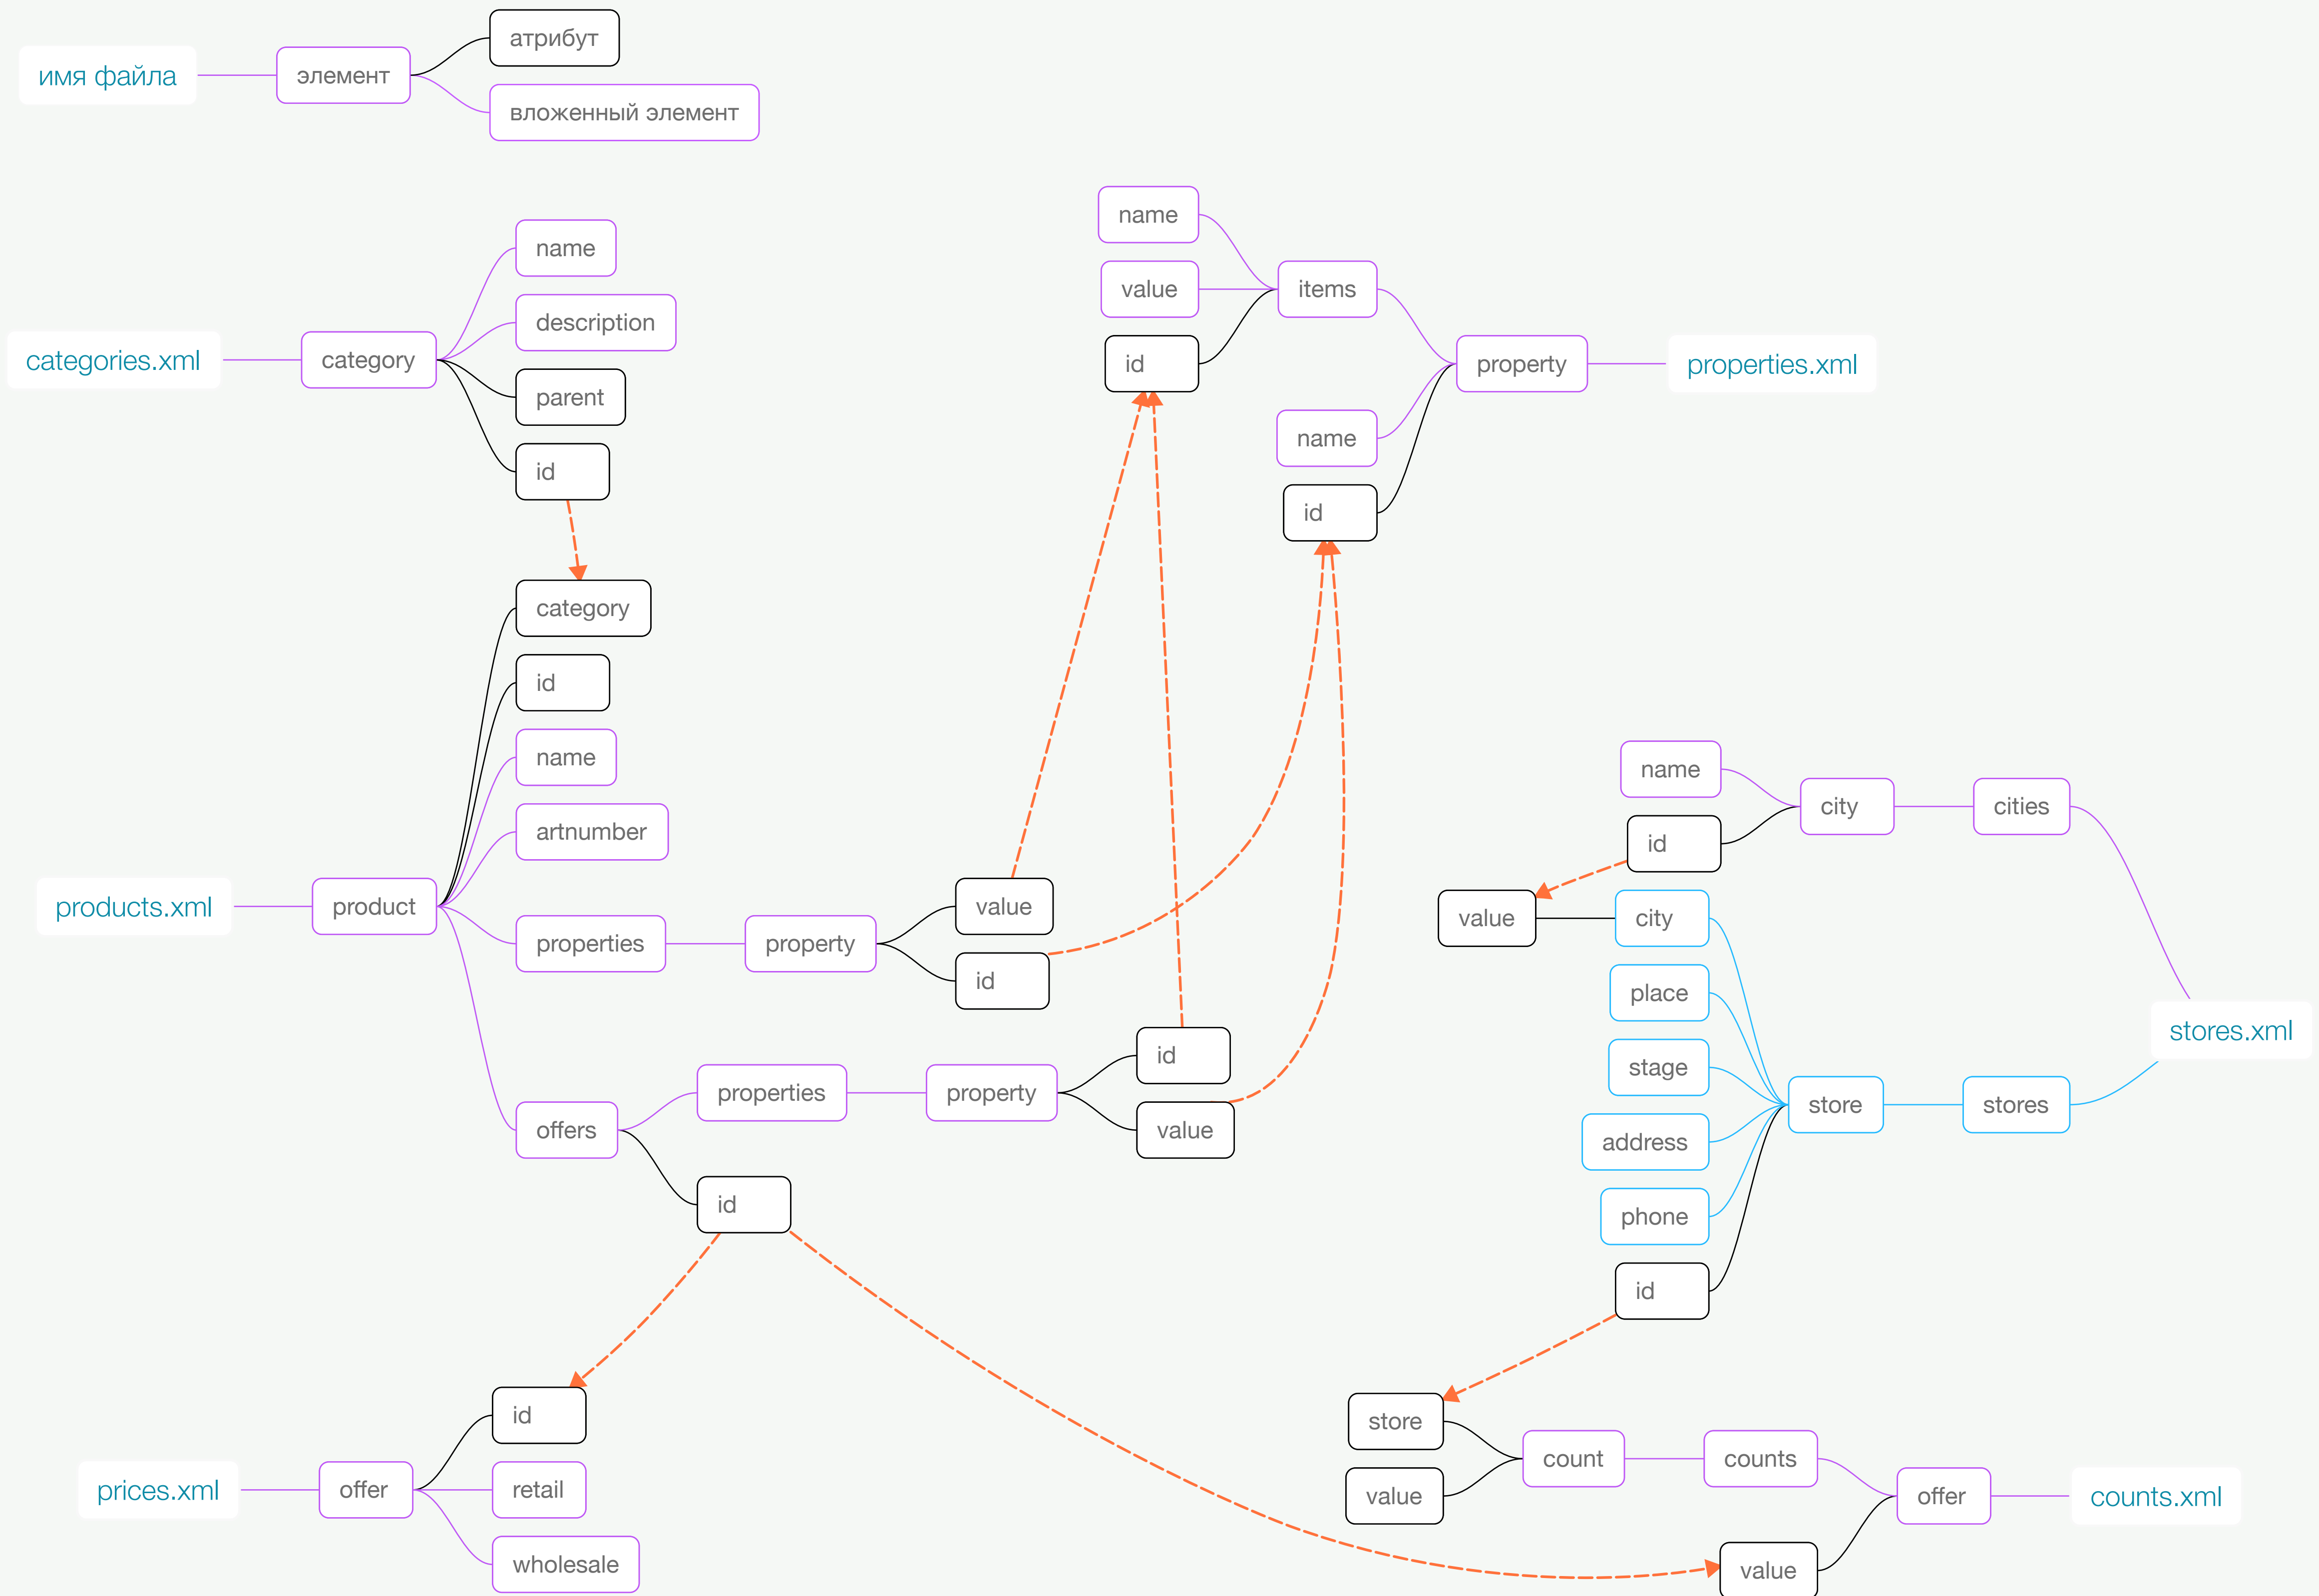 имя файла
элемент
атрибут
вложенный элемент
categories.xml
category
name
description
parent
id
name
value
id
items
name
id
property
properties.xml
products.xml
product
category
id
name
artnumber
properties
property
value
id
offers
properties
property
id
value
id
name
id
city
cities
value
city
place
stage
address
phone
id
store
stores
stores.xml
prices.xml
offer
id
retail
wholesale
store
value
count
counts
value
offer
counts.xml